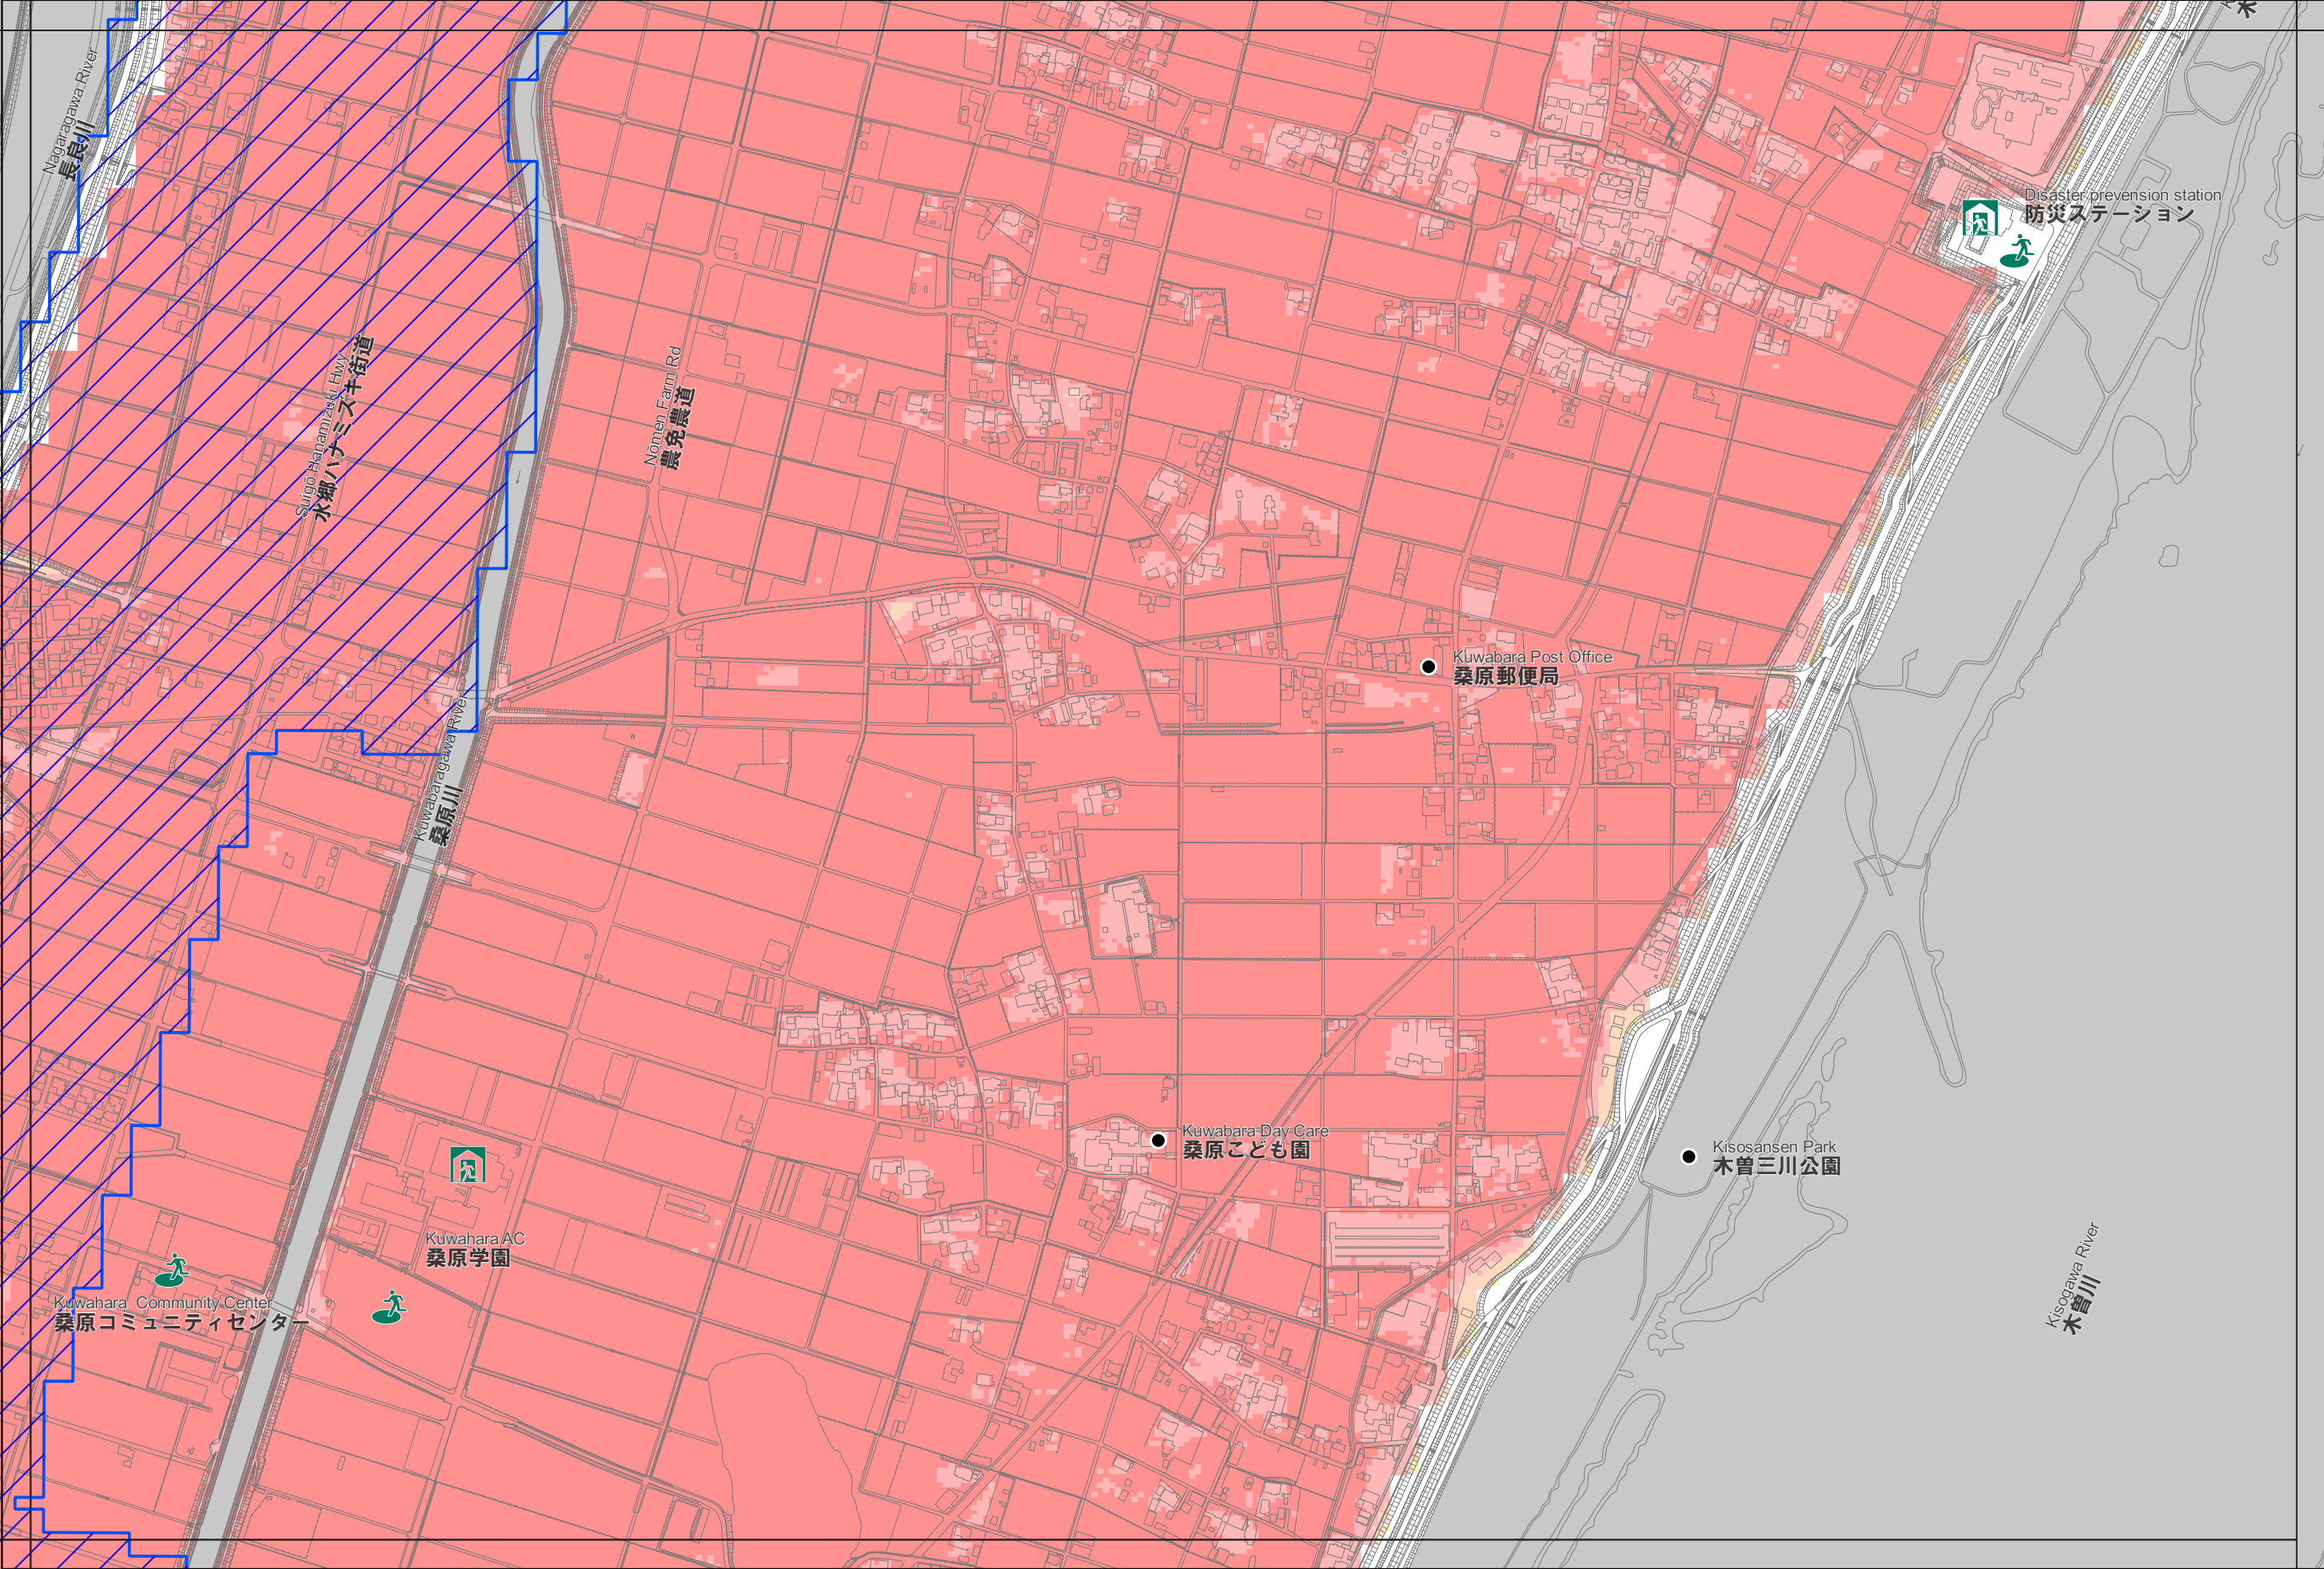 Nagaragawa River
長良川
Disaster prevension station
防災ステーション
Suigō Hanamizuki Hwy
水郷ハナミズキ街道
Nōmen Farm Rd
農免農道
Kuwabara Post Office
桑原郵便局
Kuwabaragawa River
桑原川
Kuwabara Day Care
桑原こども園
Kisosansen Park
木曽三川公園
Kuwahara AC
桑原学園
Kisogawa River
木曽川
Kuwahara Community Center
桑原コミュニティセンター